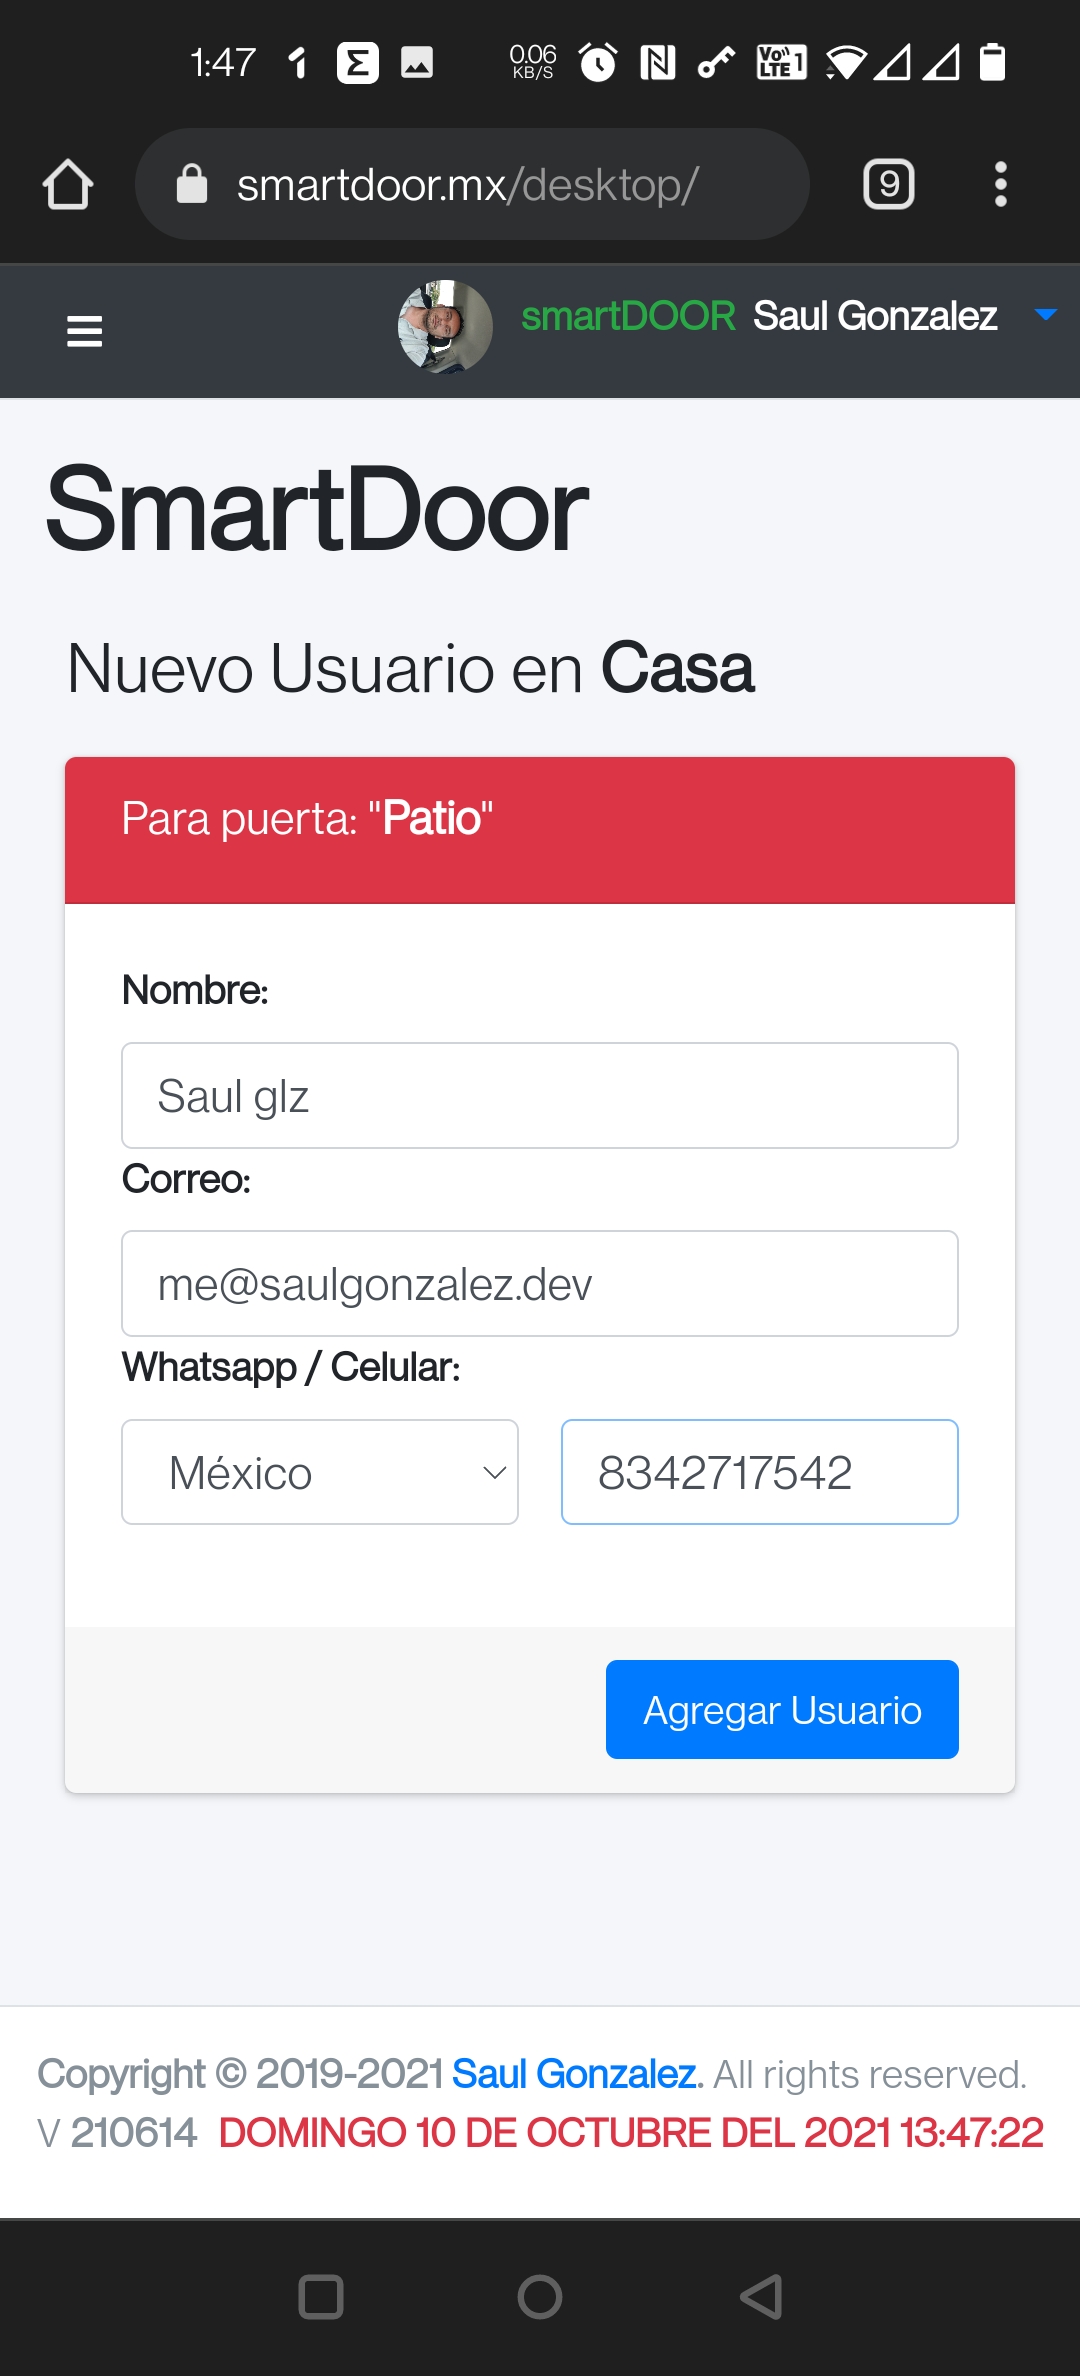 1:47 0.06 KB/S Vo)) LTE 1
smartdoor.mx/desktop/ 9
smartDOOR Saul Gonzalez
SmartDoor
Nuevo Usuario en Casa
Para puerta: "Patio"
Nombre:
Saul glz
Correo:
me@saulgonzalez.dev
Whatsapp / Celular:
México 8342717542
Agregar Usuario
Copyright © 2019-2021 Saul Gonzalez. All rights reserved.
V 210614 DOMINGO 10 DE OCTUBRE DEL 2021 13:47:22